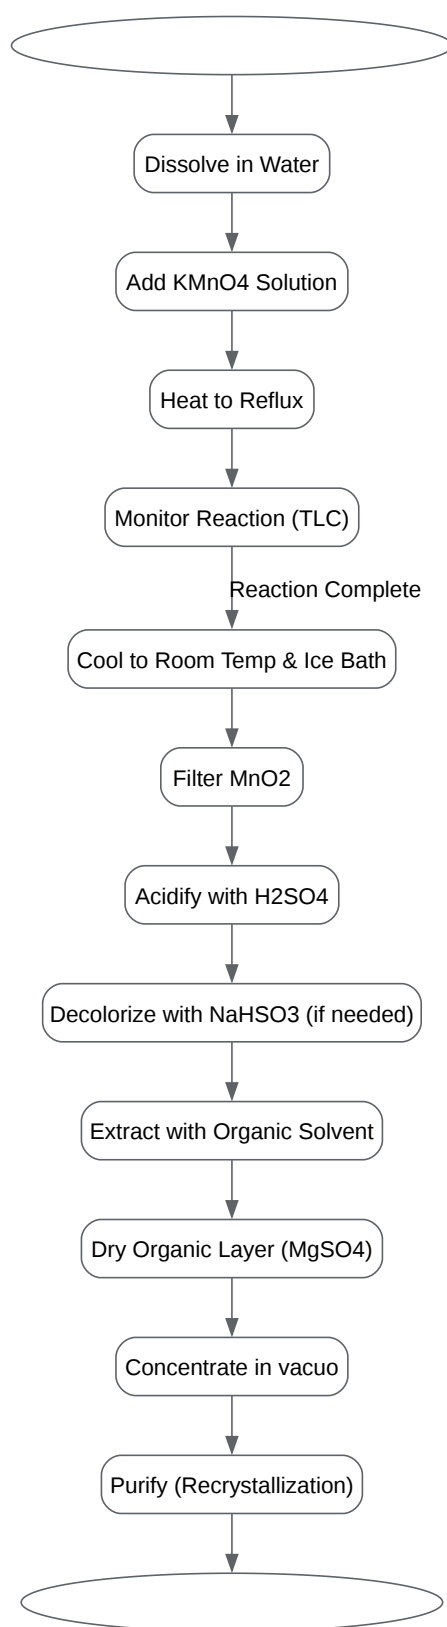 Dissolve in Water
Add KMnO4 Solution
Heat to Reflux
Monitor Reaction (TLC)
Reaction Complete
Cool to Room Temp & Ice Bath
Filter MnO2
Acidify with H2SO4
Decolorize with NaHSO3 (if needed)
Extract with Organic Solvent
Dry Organic Layer (MgSO4)
Concentrate in vacuo
Purify (Recrystallization)